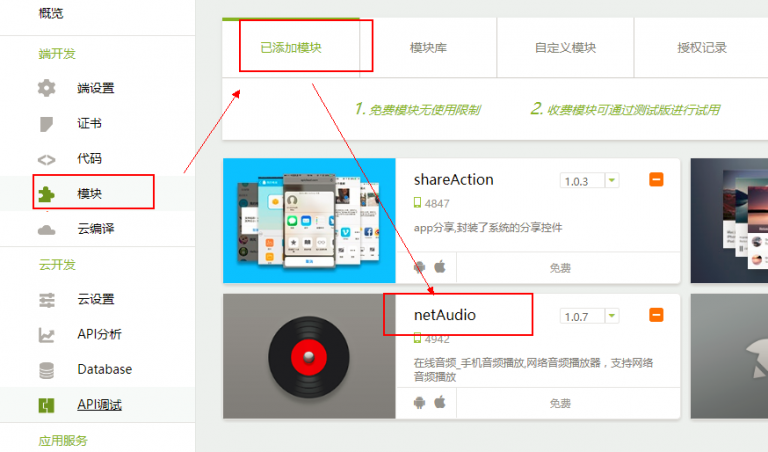 概览
端开发
端设置
证书
代码
模块
云编译
云开发
云设置
API分析
Database
API调试
应用服务
已添加模块
模块库
自定义模块
授权记录
1. 免费模块无使用限制
2. 收费模块可通过测试版进行试用
shareAction
1.0.3
4847
app分享,封装了系统的分享控件
免费
netAudio
1.0.7
4942
在线音频_手机音频播放,网络音频播放器，支持网络
音频播放
免费